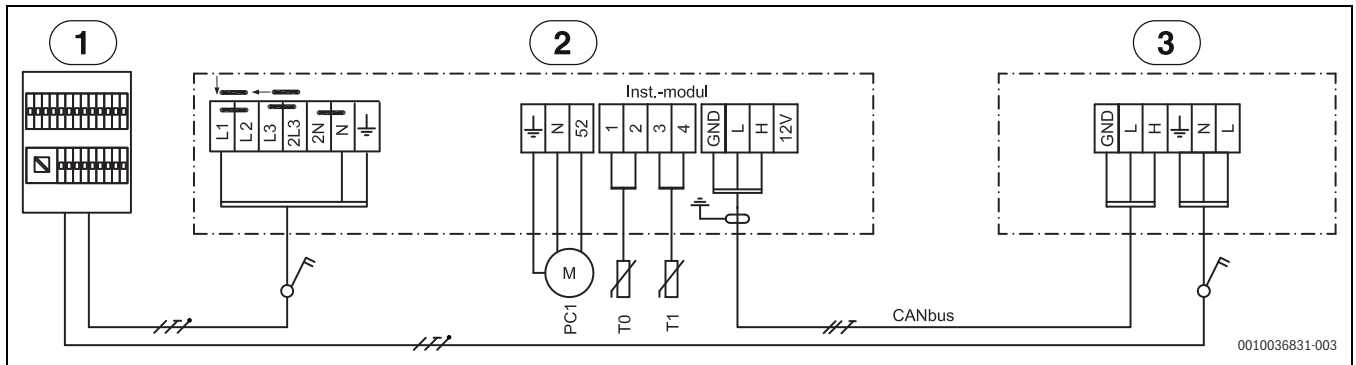 1
2
3
Inst.-modul
L1
L2
L3
2L3
2N
N
N
52
1
2
3
4
GND
L
H
12V
GND
L
H
N
L
M
PC1
T0
T1
CANbus
0010036831-003